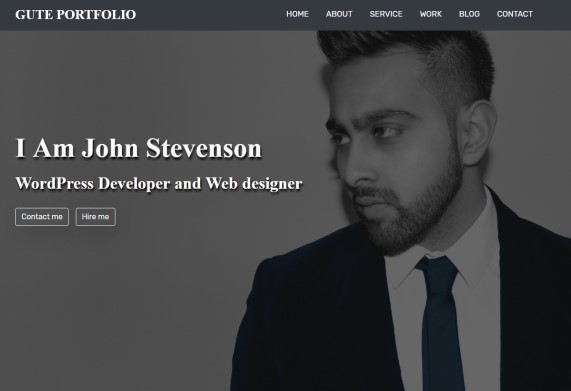 GUTE PORTFOLIO
HOME ABOUT SERVICE WORK BLOG CONTACT
I Am John Stevenson
WordPress Developer and Web designer
Contact me Hire me